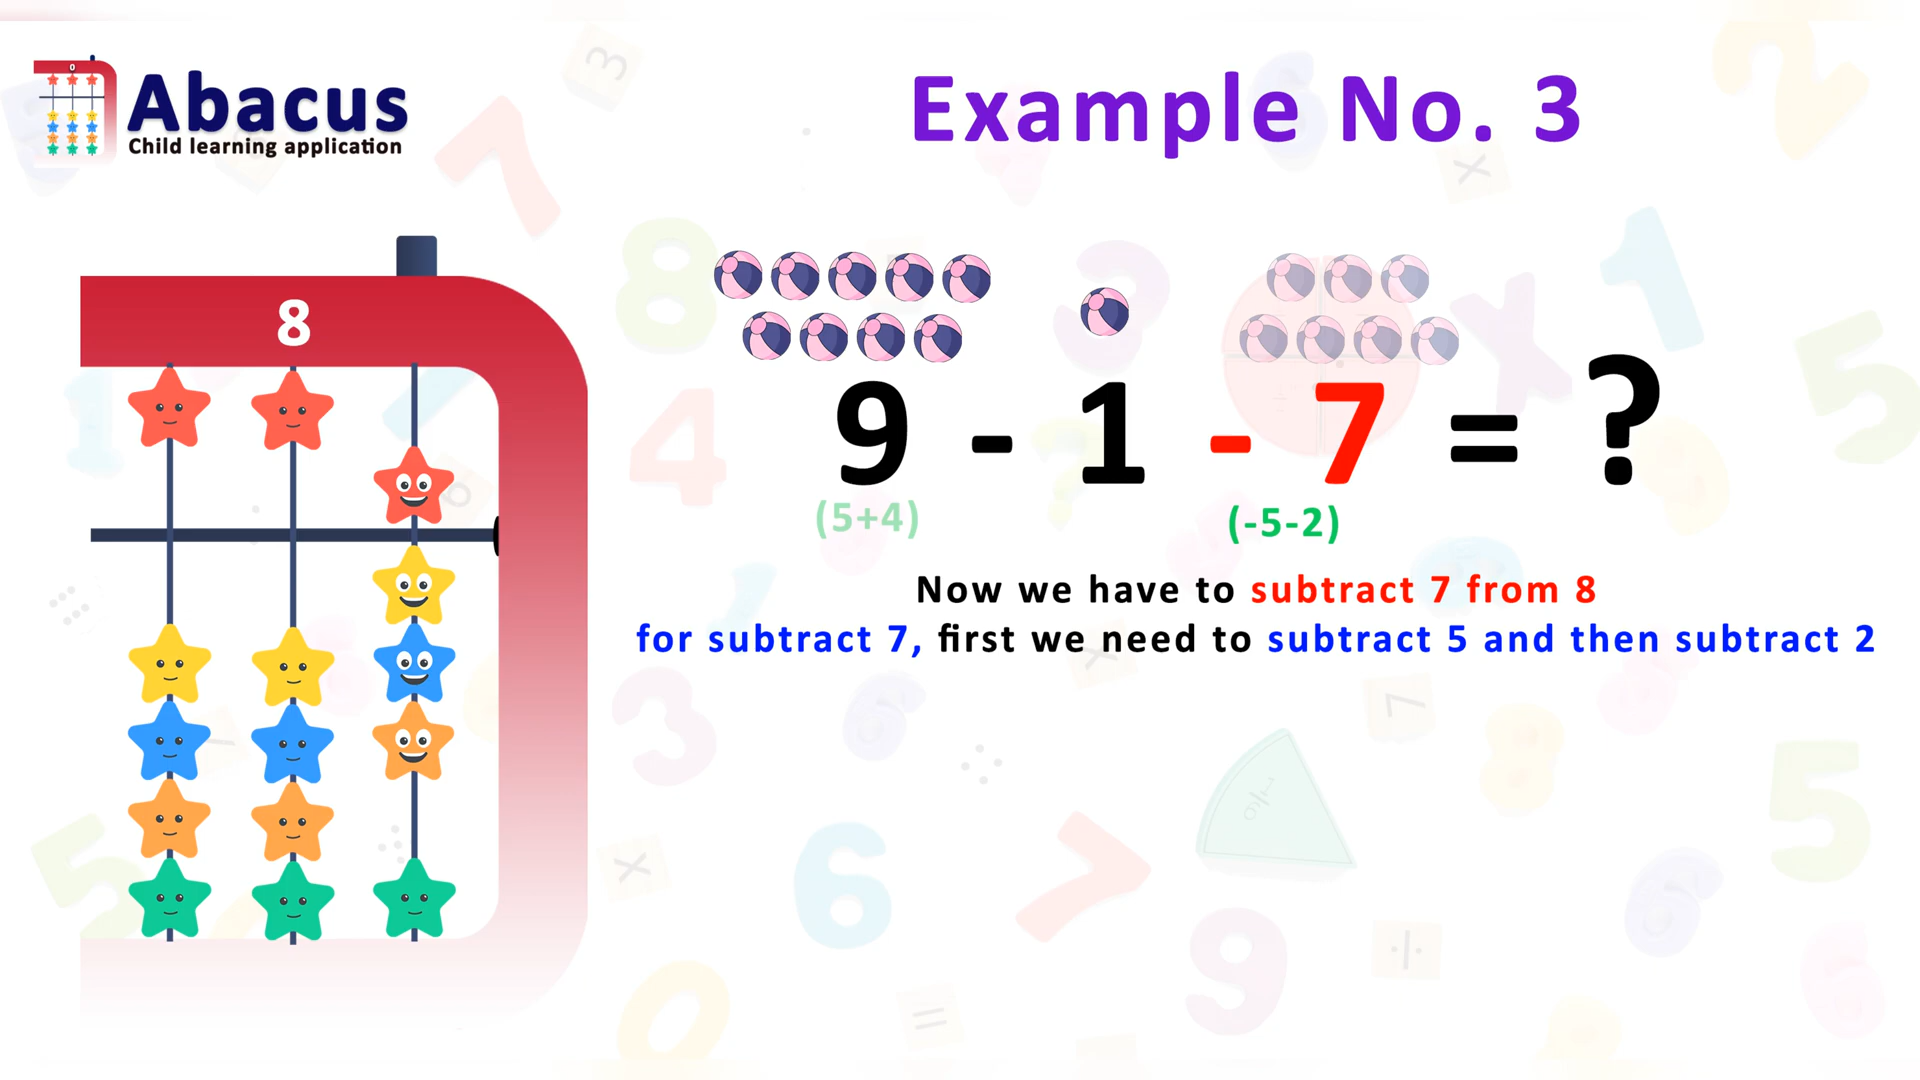 Abacus
Child learning application
Example No. 3
8
9 - 1 - 7 = ?
(5+4)
(-5-2)
Now we have to subtract 7 from 8
for subtract 7, first we need to subtract 5 and then subtract 2